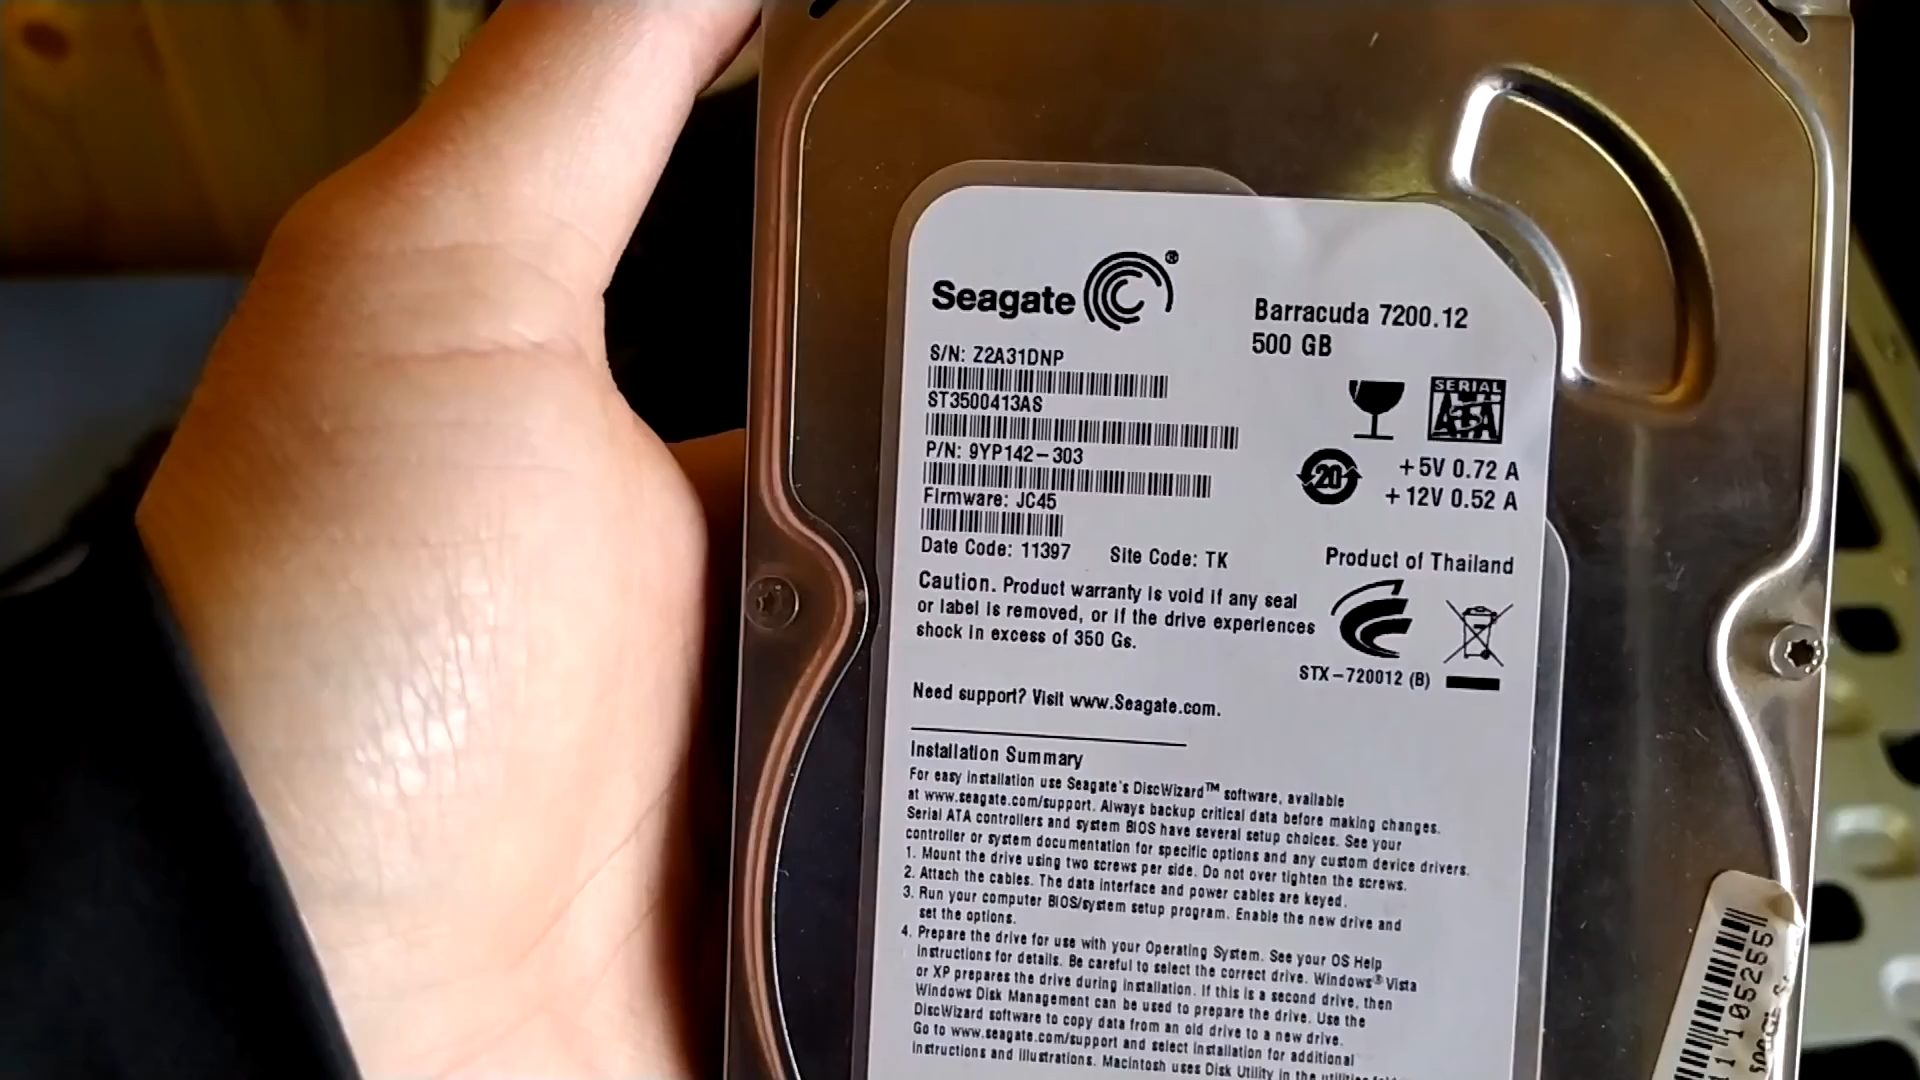 Seagate ®
Barracuda 7200.12
500 GB
S/N: Z2A31DNP
ST3500413AS
P/N: 9YP142-303
Firmware: JC45
Date Code: 11397 Site Code: TK
SERIAL
ATA
20
+5V 0.72 A
+12V 0.52 A
Product of Thailand
Caution. Product warranty is void if any seal
or label is removed, or if the drive experiences
shock in excess of 350 Gs.
STX-720012 (B)
Need support? Visit www.Seagate.com.
Installation Summary
For easy installation use Seagate's DiscWizard™ software, available
at www.seagate.com/support. Always backup critical data before making changes.
Serial ATA controllers and system BIOS have several setup choices. See your
controller or system documentation for specific options and any custom device drivers.
1. Mount the drive using two screws per side. Do not over tighten the screws.
2. Attach the cables. The data interface and power cables are keyed.
3. Run your computer BIOS/system setup program. Enable the new drive and
set the options.
4. Prepare the drive for use with your Operating System. See your OS Help
instructions for details. Be careful to select the correct drive. Windows® Vista
or XP prepares the drive during installation. If this is a second drive, then
Windows Disk Management can be used to prepare the drive. Use the
DiscWizard software to copy data from an old drive to a new drive.
Go to www.seagate.com/support and select installation for additional
instructions and illustrations. Macintosh uses Disk Utility in the utilities
11105255